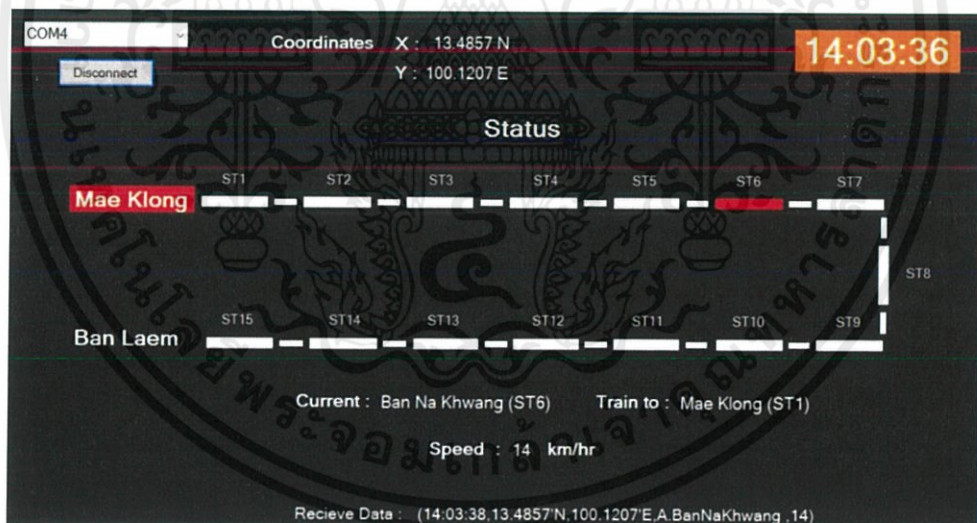 COM4
Disconnect
Coordinates X : 13.4857 N
Y : 100.1207 E
14:03:36
Status
ST1 ST2 ST3 ST4 ST5 ST6 ST7
Mae Klong
ST8
ST15 ST14 ST13 ST12 ST11 ST10 ST9
Ban Laem
Current : Ban Na Khwang (ST6) Train to : Mae Klong (ST1)
Speed : 14 km/hr
Recieve Data : (14:03:38,13.4857'N,100.1207'E,A.BanNaKhwang ,14)